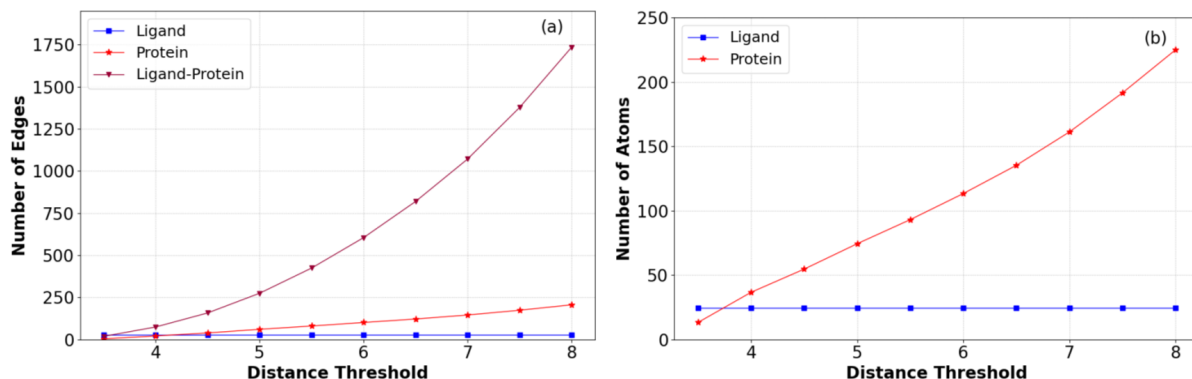 (a)
Ligand
Protein
Ligand-Protein
Number of Edges
1750
1500
1250
1000
750
500
250
0
4 5 6 7 8
Distance Threshold
(b)
Ligand
Protein
Number of Atoms
250
200
150
100
50
0
4 5 6 7 8
Distance Threshold